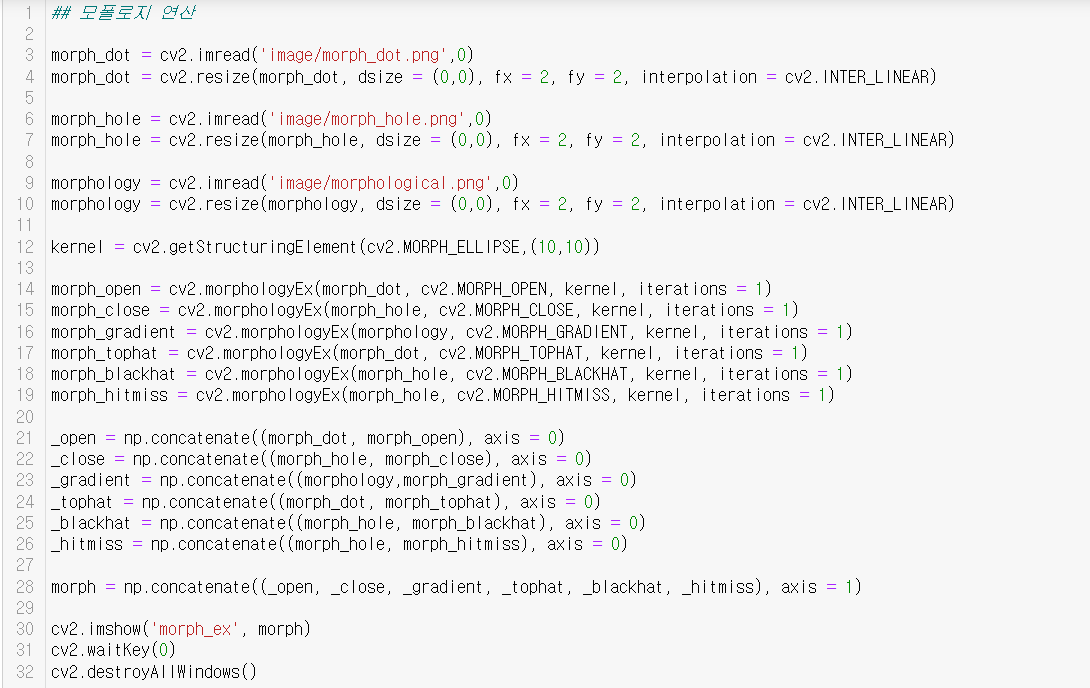 1 ## 모폴로지 연산
2
3 morph_dot = cv2.imread('image/morph_dot.png',0)
4 morph_dot = cv2.resize(morph_dot, dsize = (0,0), fx = 2, fy = 2, interpolation = cv2.INTER_LINEAR)
5
6 morph_hole = cv2.imread('image/morph_hole.png',0)
7 morph_hole = cv2.resize(morph_hole, dsize = (0,0), fx = 2, fy = 2, interpolation = cv2.INTER_LINEAR)
8
9 morphology = cv2.imread('image/morphological.png',0)
10 morphology = cv2.resize(morphology, dsize = (0,0), fx = 2, fy = 2, interpolation = cv2.INTER_LINEAR)
11
12 kernel = cv2.getStructuringElement(cv2.MORPH_ELLIPSE,(10,10))
13
14 morph_open = cv2.morphologyEx(morph_dot, cv2.MORPH_OPEN, kernel, iterations = 1)
15 morph_close = cv2.morphologyEx(morph_hole, cv2.MORPH_CLOSE, kernel, iterations = 1)
16 morph_gradient = cv2.morphologyEx(morphology, cv2.MORPH_GRADIENT, kernel, iterations = 1)
17 morph_tophat = cv2.morphologyEx(morph_dot, cv2.MORPH_TOPHAT, kernel, iterations = 1)
18 morph_blackhat = cv2.morphologyEx(morph_hole, cv2.MORPH_BLACKHAT, kernel, iterations = 1)
19 morph_hitmiss = cv2.morphologyEx(morph_hole, cv2.MORPH_HITMISS, kernel, iterations = 1)
20
21 _open = np.concatenate((morph_dot, morph_open), axis = 0)
22 _close = np.concatenate((morph_hole, morph_close), axis = 0)
23 _gradient = np.concatenate((morphology,morph_gradient), axis = 0)
24 _tophat = np.concatenate((morph_dot, morph_tophat), axis = 0)
25 _blackhat = np.concatenate((morph_hole, morph_blackhat), axis = 0)
26 _hitmiss = np.concatenate((morph_hole, morph_hitmiss), axis = 0)
27
28 morph = np.concatenate((_open, _close, _gradient, _tophat, _blackhat, _hitmiss), axis = 1)
29
30 cv2.imshow('morph_ex', morph)
31 cv2.waitKey(0)
32 cv2.destroyAllWindows()